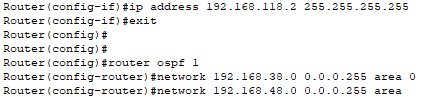 Router(config-if)#ip address 192.168.118.2 255.255.255.255
Router(config-if)#exit
Router(config)#
Router(config)#
Router(config)#router ospf 1
Router(config-router)#network 192.168.38.0 0.0.0.255 area 0
Router(config-router)#network 192.168.48.0 0.0.0.255 area